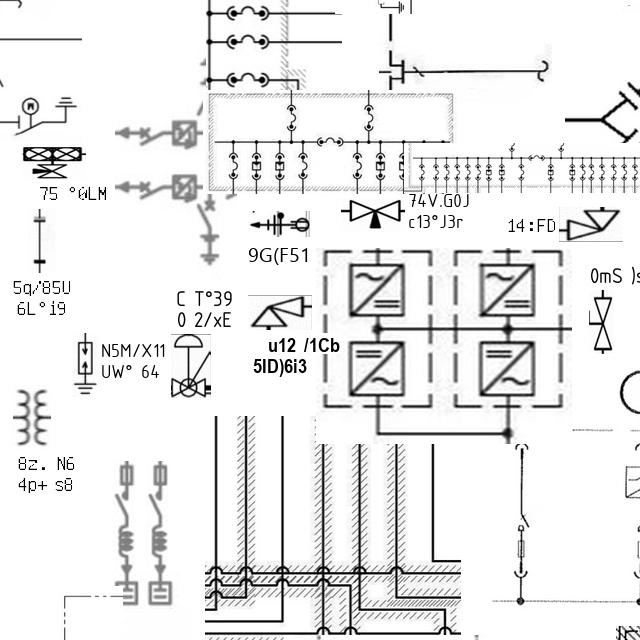 75 °QLM
74V.G0J
c13°J3r
14:FD
9G(F51
0mS )s
5q/85U
6L°i9
C T°39
0 2/xE
u12 /1Cb
5ID)6i3
N5M/X11
UW° 64
8z. N6
4p+ s8